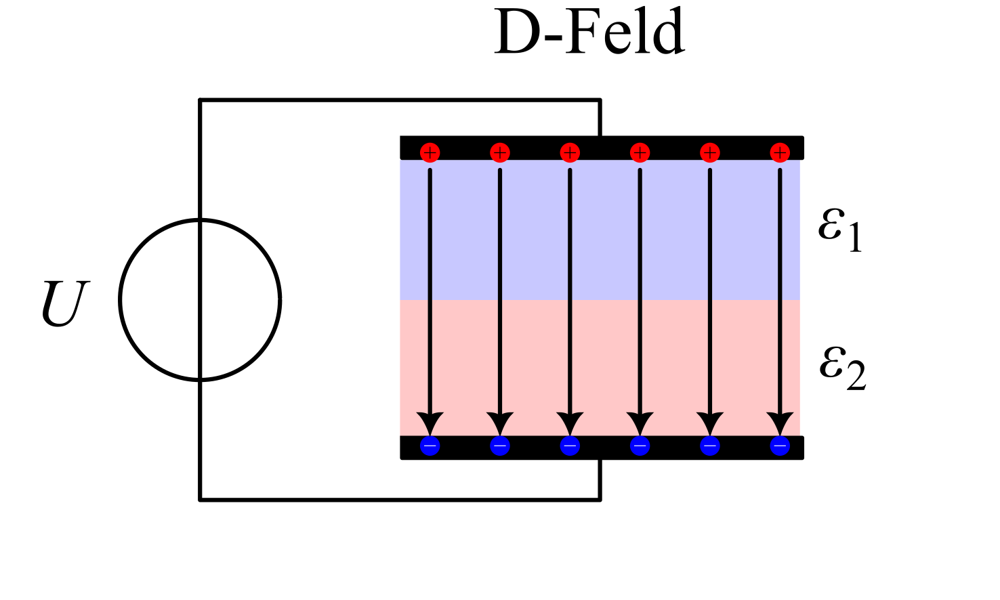 D-Feld
+ + + + + +
ε1
U
ε2
− − − − − −